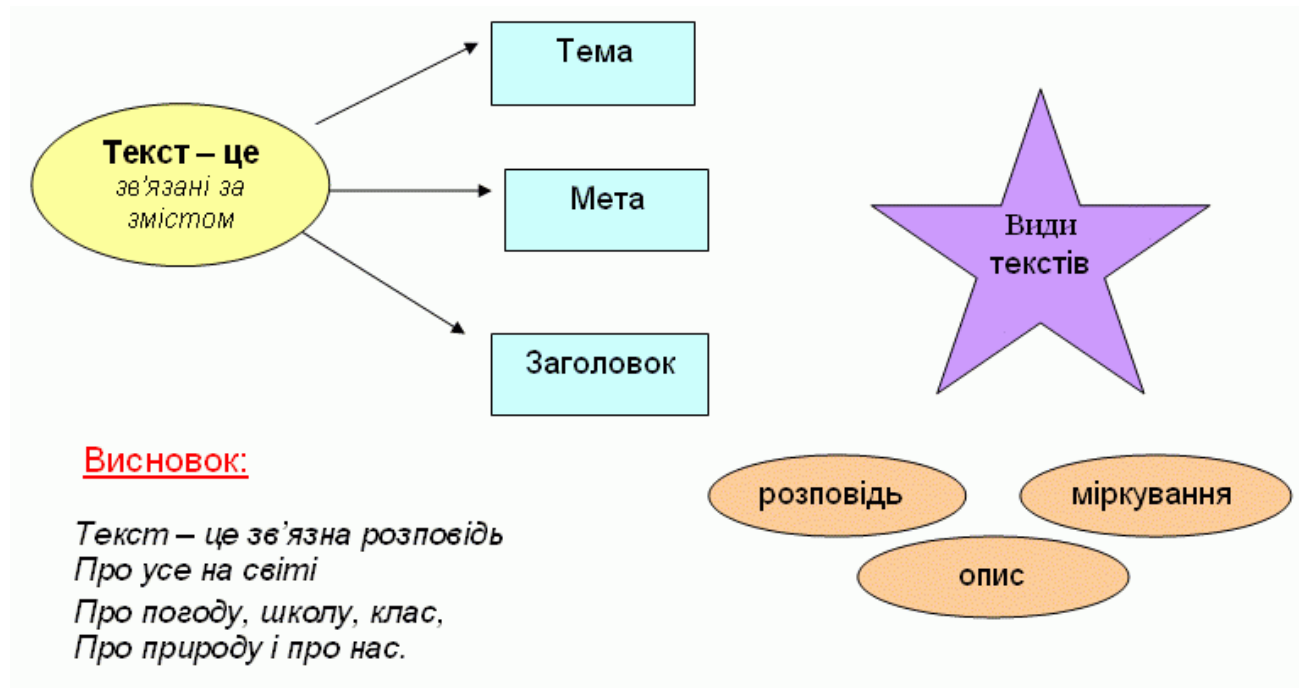 Текст – це
зв'язані за
змістом
Тема
Мета
Заголовок
Види
текстів
розповідь
міркування
опис
Висновок:
Текст – це зв’язна розповідь
Про усе на світі
Про погоду, школу, клас,
Про природу і про нас.